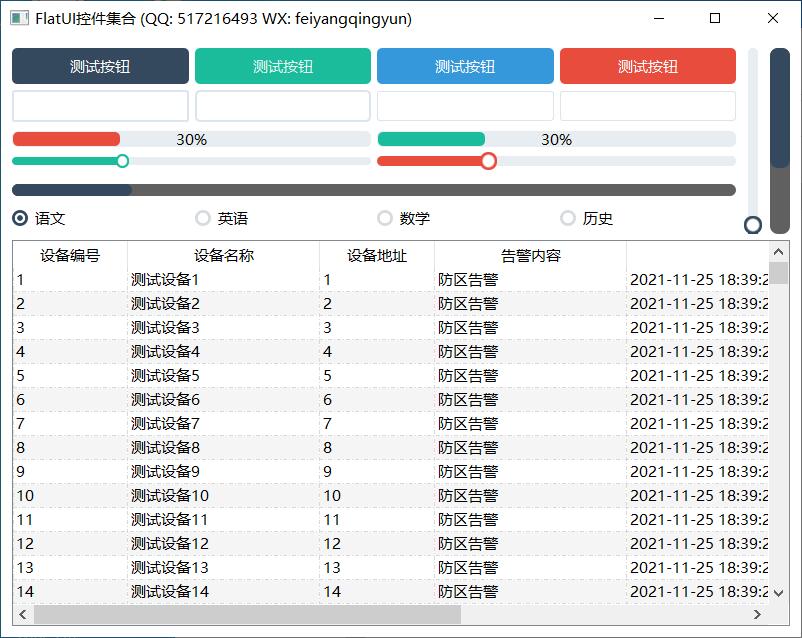 FlatUI控件集合 (QQ: 517216493 WX: feiyangqingyun)
测试按钮 测试按钮 测试按钮 测试按钮
30% 30%
语文 英语 数学 历史
设备编号 设备名称 设备地址 告警内容
1 测试设备1 1 防区告警 2021-11-25 18:39:2
2 测试设备2 2 防区告警 2021-11-25 18:39:2
3 测试设备3 3 防区告警 2021-11-25 18:39:2
4 测试设备4 4 防区告警 2021-11-25 18:39:2
5 测试设备5 5 防区告警 2021-11-25 18:39:2
6 测试设备6 6 防区告警 2021-11-25 18:39:2
7 测试设备7 7 防区告警 2021-11-25 18:39:2
8 测试设备8 8 防区告警 2021-11-25 18:39:2
9 测试设备9 9 防区告警 2021-11-25 18:39:2
10 测试设备10 10 防区告警 2021-11-25 18:39:2
11 测试设备11 11 防区告警 2021-11-25 18:39:2
12 测试设备12 12 防区告警 2021-11-25 18:39:2
13 测试设备13 13 防区告警 2021-11-25 18:39:2
14 测试设备14 14 防区告警 2021-11-25 18:39:2